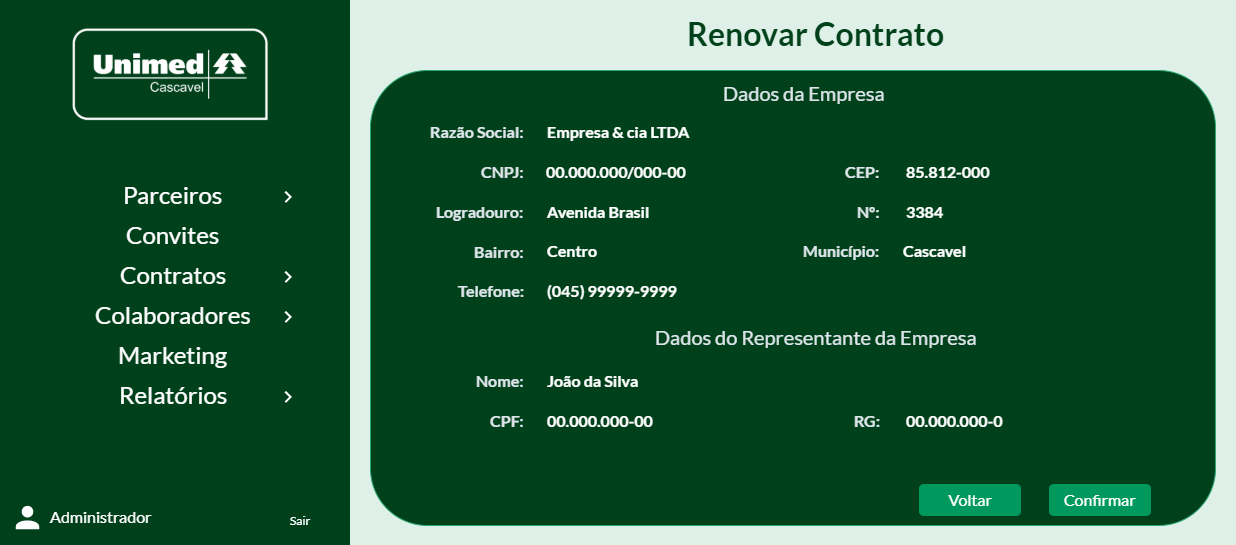 Unimed
Cascavel
Parceiros
Convites
Contratos
Colaboradores
Marketing
Relatórios
Administrador
Sair
Renovar Contrato
Dados da Empresa
Razão Social: Empresa & cia LTDA
CNPJ: 00.000.000/000-00 CEP: 85.812-000
Logradouro: Avenida Brasil Nº: 3384
Bairro: Centro Município: Cascavel
Telefone: (045) 99999-9999
Dados do Representante da Empresa
Nome: João da Silva
CPF: 00.000.000-00 RG: 00.000.000-0
Voltar Confirmar